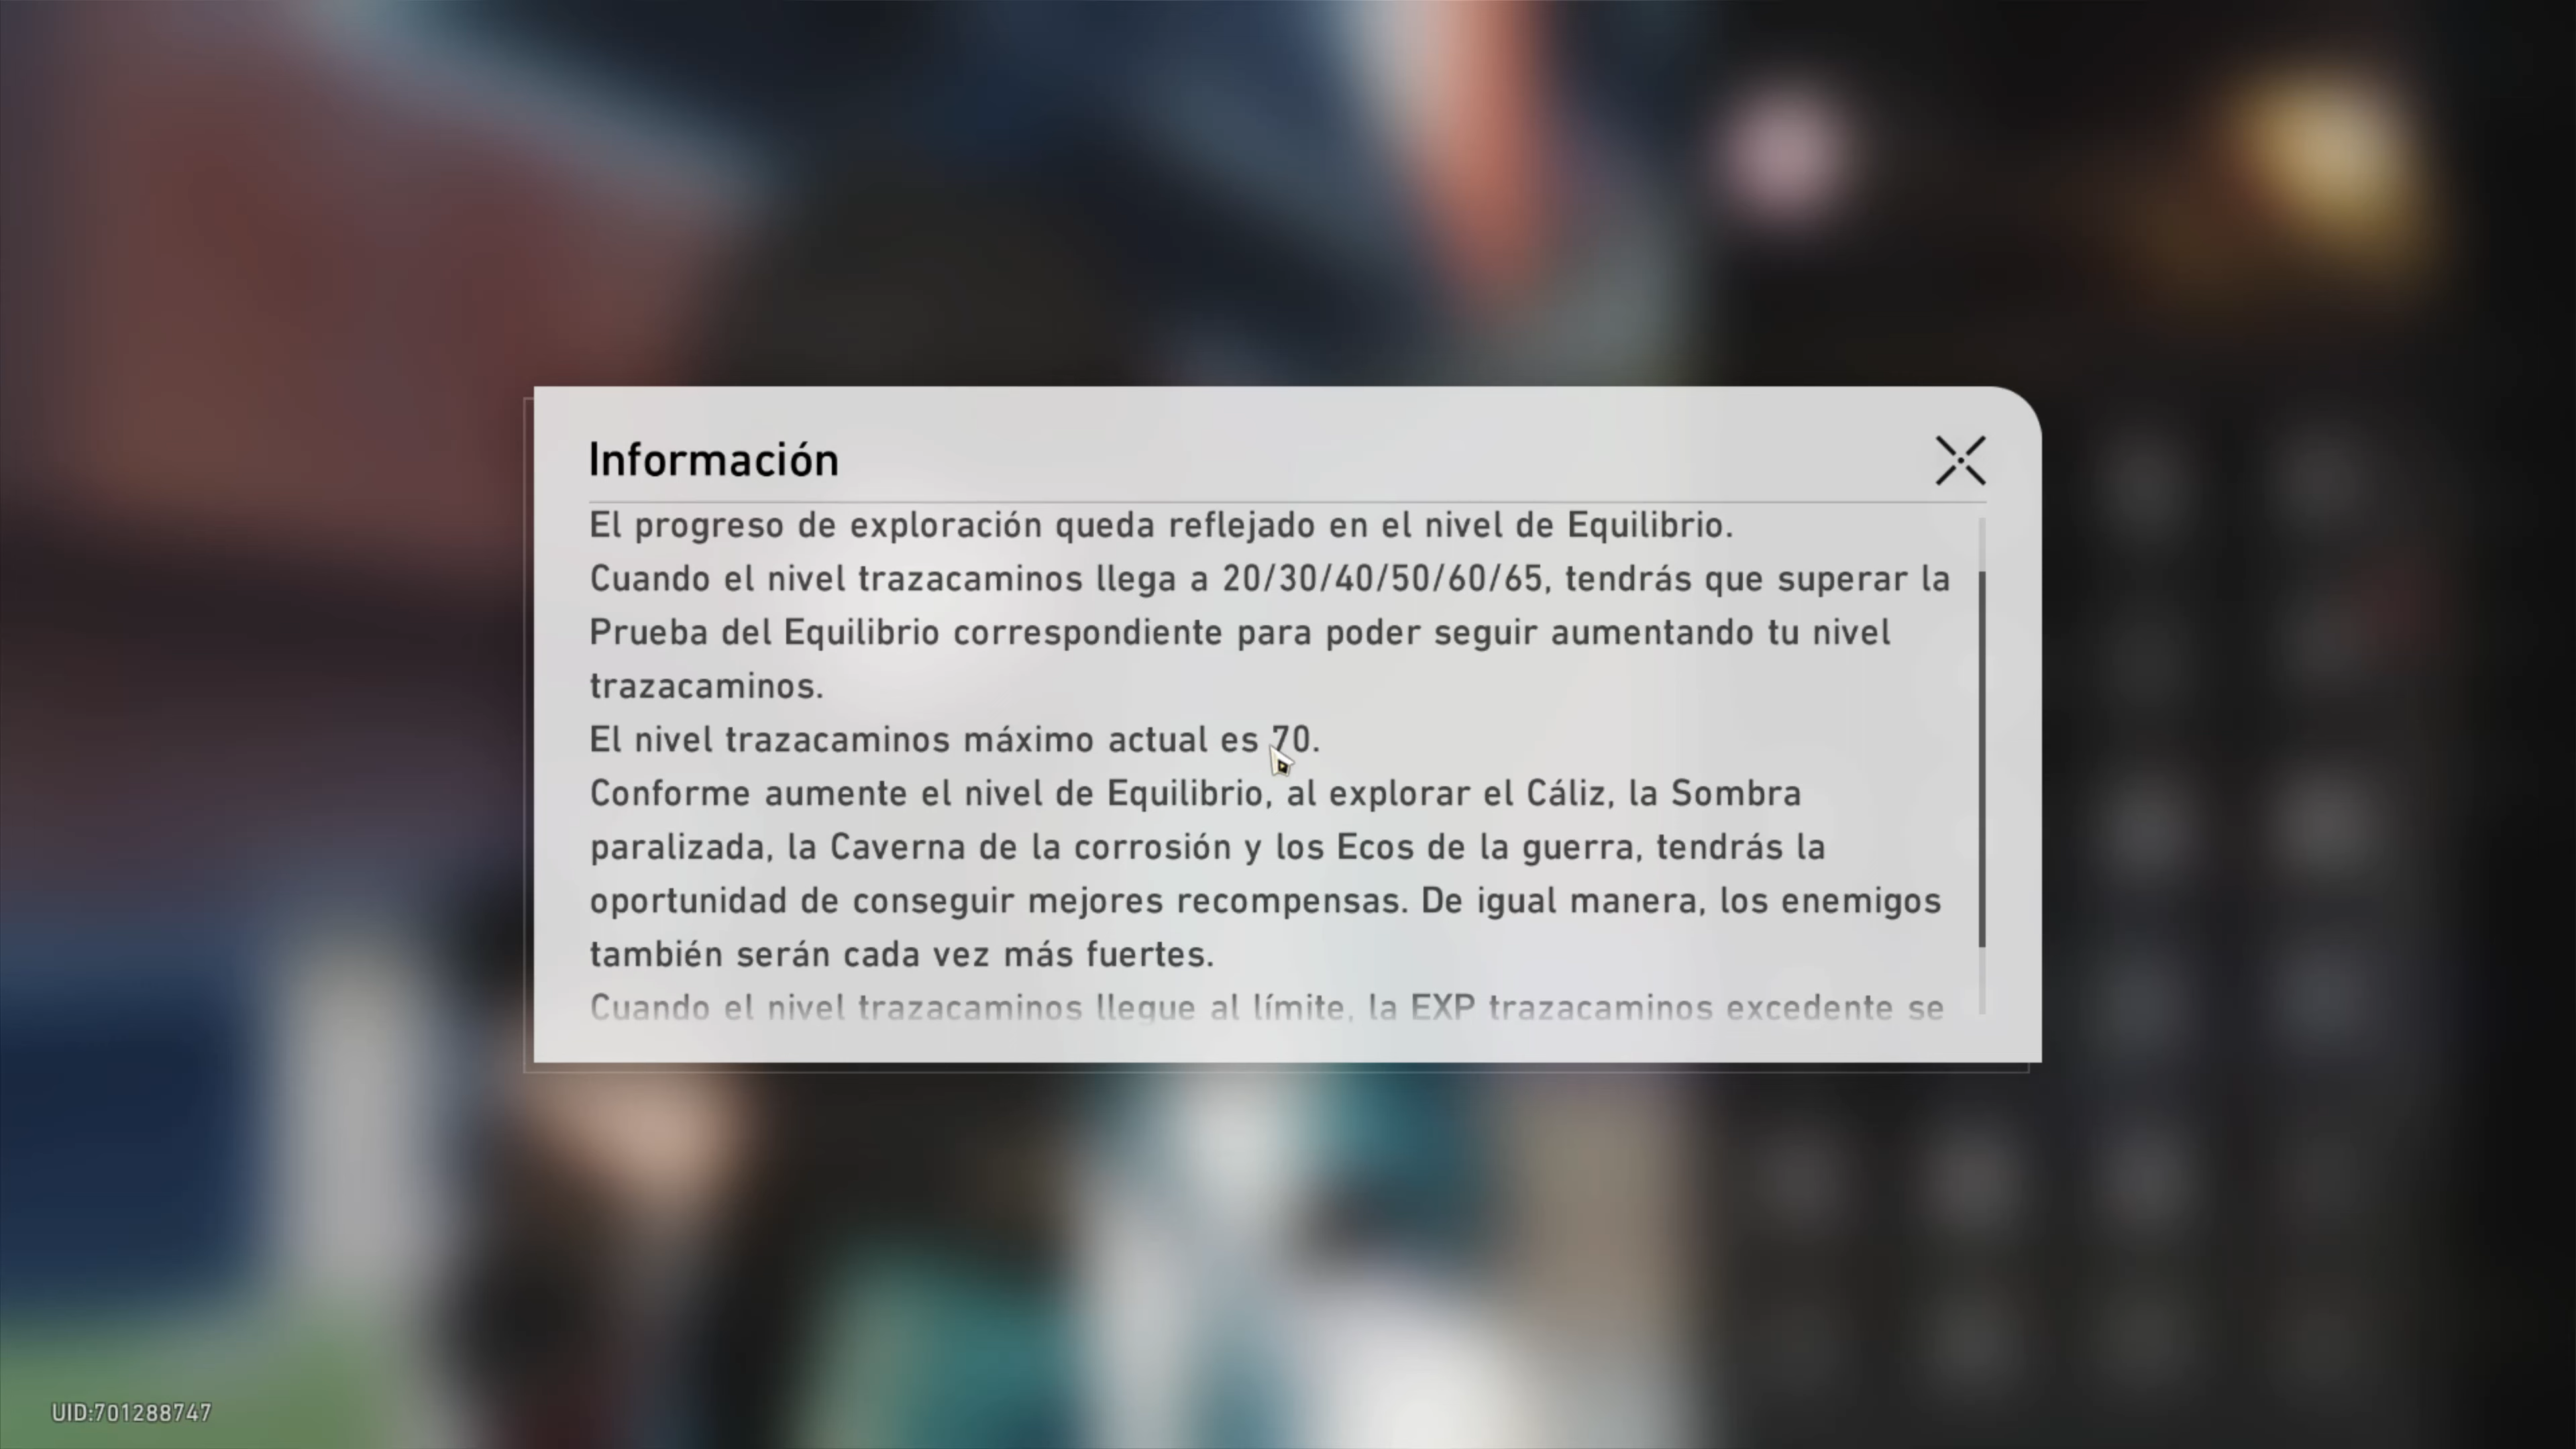 Información
El progreso de exploración queda reflejado en el nivel de Equilibrio.
Cuando el nivel trazacaminos llega a 20/30/40/50/60/65, tendrás que superar la
Prueba del Equilibrio correspondiente para poder seguir aumentando tu nivel
trazacaminos.
El nivel trazacaminos máximo actual es 70.
Conforme aumente el nivel de Equilibrio, al explorar el Cáliz, la Sombra
paralizada, la Caverna de la corrosión y los Ecos de la guerra, tendrás la
oportunidad de conseguir mejores recompensas. De igual manera, los enemigos
también serán cada vez más fuertes.
Cuando el nivel trazacaminos llegue al límite, la EXP trazacaminos excedente se
UID:701288747